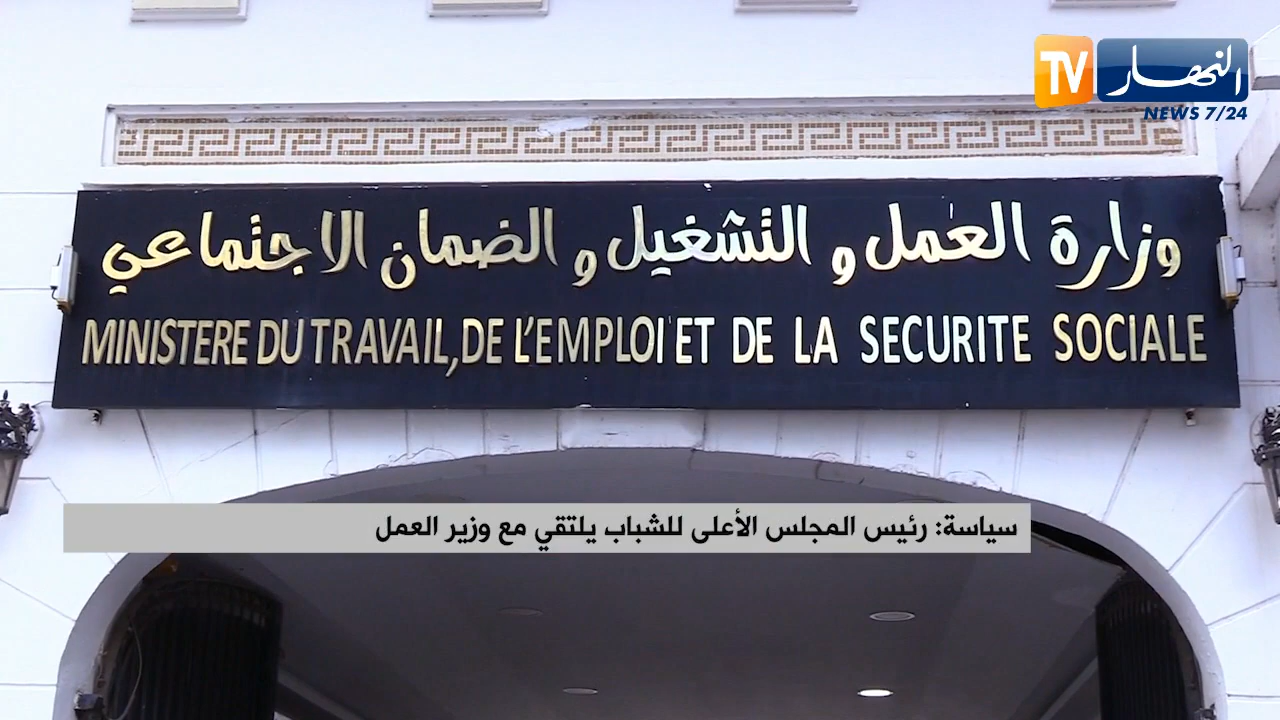 TV النهار
NEWS 7/24
وزارة العمل و التشغيل و الضمان الاجتماعي
MINISTERE DU TRAVAIL, DE L'EMPLOI ET DE LA SECURITE SOCIALE
سياسة: رئيس المجلس الأعلى للشباب يلتقي مع وزير العمل